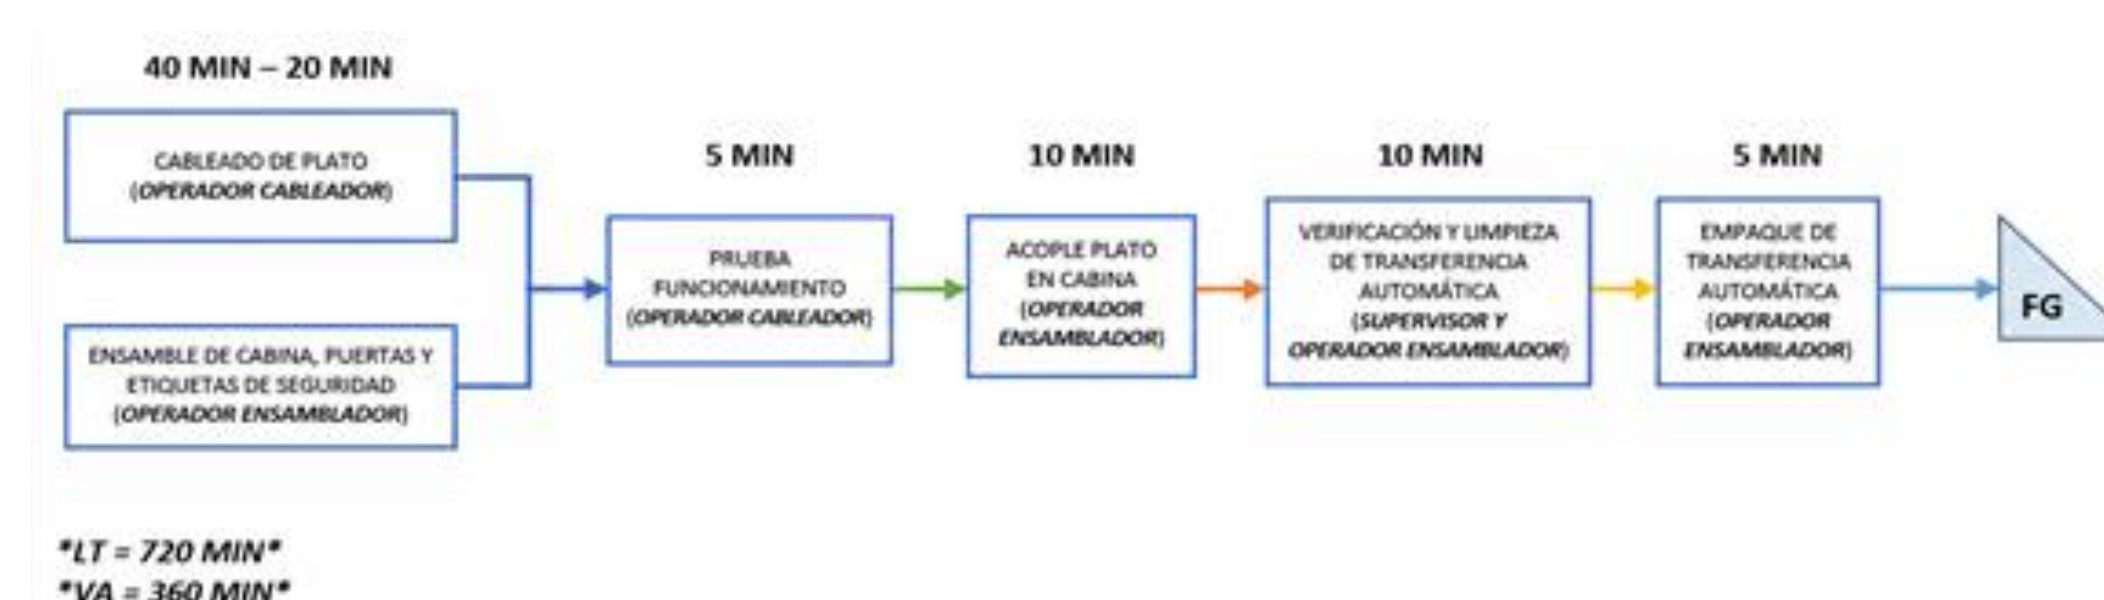 40 MIN – 20 MIN
CABLEADO DE PLATO
(OPERADOR CABLEADOR)
ENSAMBLE DE CABINA, PUERTAS Y
ETIQUETAS DE SEGURIDAD
(OPERADOR ENSAMBLADOR)
5 MIN
PRUEBA
FUNCIONAMIENTO
(OPERADOR CABLEADOR)
10 MIN
ACOPLE PLATO
EN CABINA
(OPERADOR
ENSAMBLADOR)
10 MIN
VERIFICACIÓN Y LIMPIEZA
DE TRANSFERENCIA
AUTOMÁTICA
(SUPERVISOR Y
OPERADOR ENSAMBLADOR)
5 MIN
EMPAQUE DE
TRANSFERENCIA
AUTOMÁTICA
(OPERADOR
ENSAMBLADOR)
FG
*LT = 720 MIN*
*VA = 360 MIN*